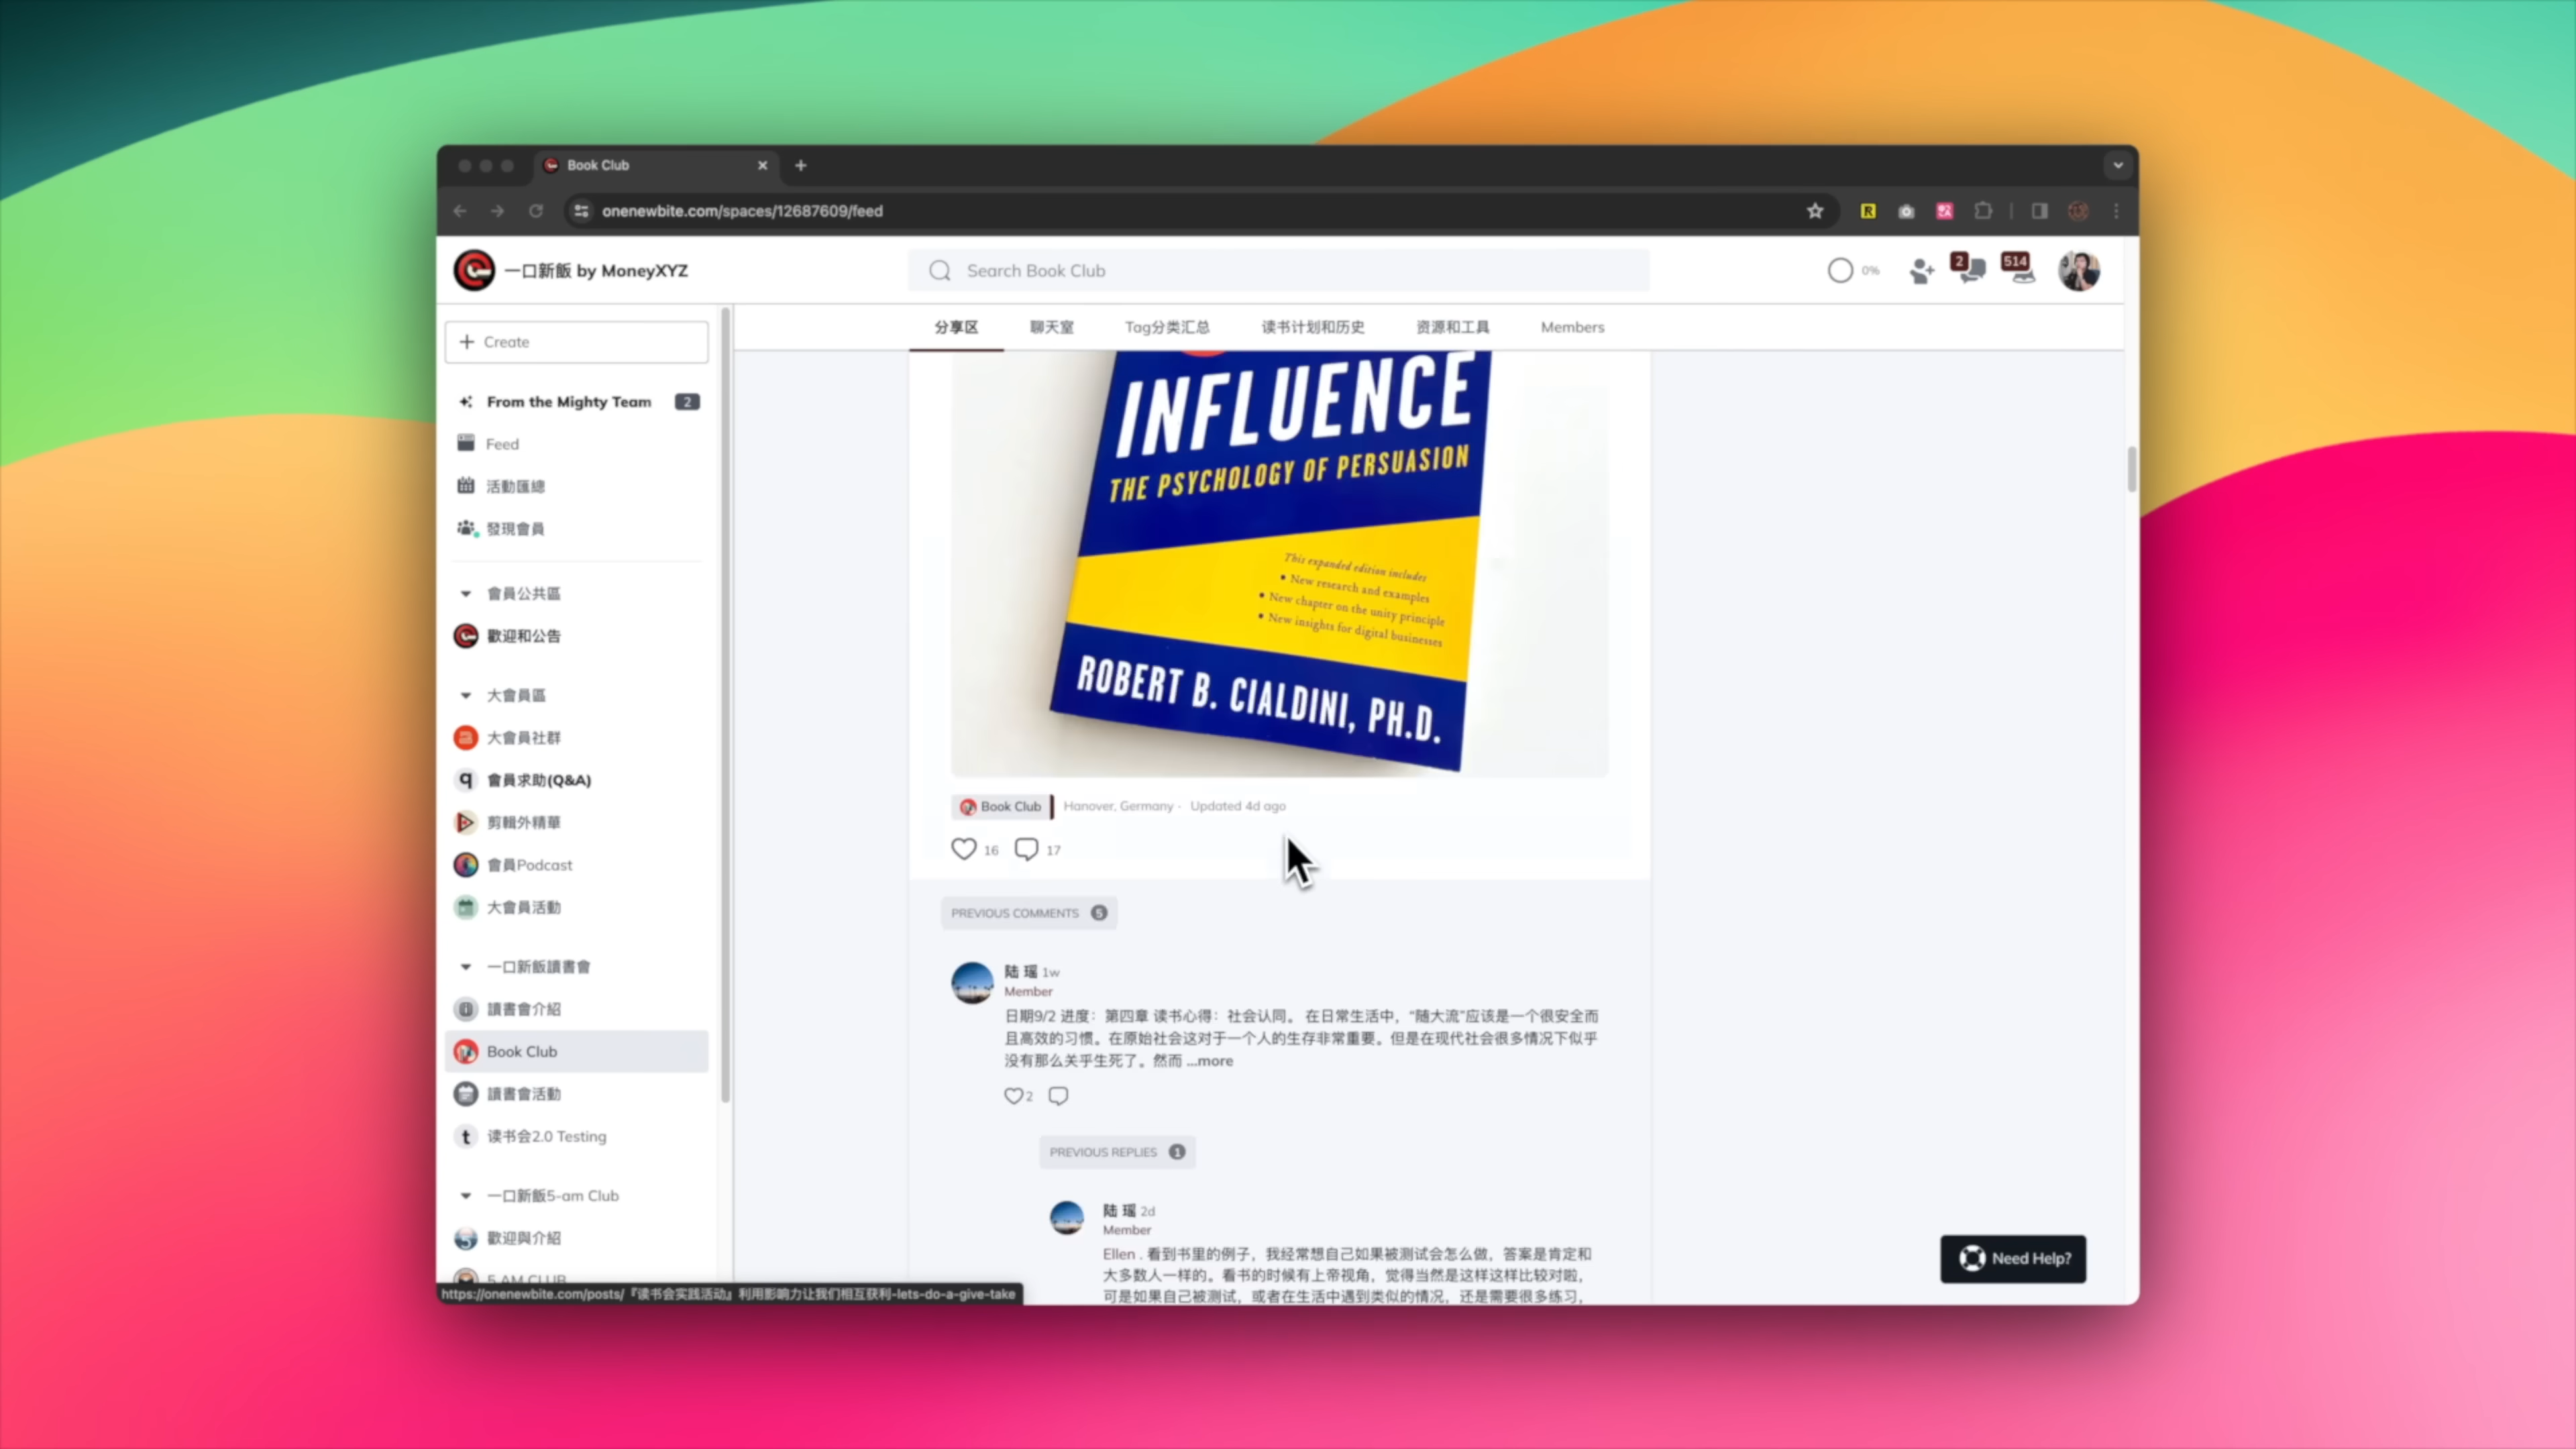 Book Club
onenewbite.com/spaces/12687609/feed
一口新飯 by MoneyXYZ
Search Book Club
0%
2
514
Create
From the Mighty Team 2
Feed
活動匯總
發現會員
會員公共區
歡迎和公告
大會員區
大會員社群
會員求助(Q&A)
剪輯外精華
會員Podcast
大會員活動
一口新飯讀書會
讀書會介紹
Book Club
讀書會活動
读书会2.0 Testing
一口新飯5-am Club
歡迎與介紹
5 AM CLUB
分享区 聊天室 Tag分类汇总 读书计划和历史 资源和工具 Members
INFLUENCE
THE PSYCHOLOGY OF PERSUASION
This expanded edition includes
• New research and examples
• New chapter on the unity principle
• New insights for digital businesses
ROBERT B. CIALDINI, PH.D.
Book Club Hanover, Germany · Updated 4d ago
16 17
PREVIOUS COMMENTS 5
陆 瑶 1w
Member
日期9/2 进度：第四章 读书心得：社会认同。 在日常生活中，“随大流”应该是一个很安全而
且高效的习惯。在原始社会这对于一个人的生存非常重要。但是在现代社会很多情况下似乎
没有那么关乎生死了。然而 ...more
2
PREVIOUS REPLIES 1
陆 瑶 2d
Member
Ellen . 看到书里的例子，我经常想自己如果被测试会怎么做，答案是肯定和
大多数人一样的。看书的时候有上帝视角，觉得当然是这样这样比较对啦，
可是如果自己被测试，或者在生活中遇到类似的情况，还是需要很多练习，
Need Help?
https://onenewbite.com/posts/『读书会实践活动』利用影响力让我们相互获利-lets-do-a-give-take